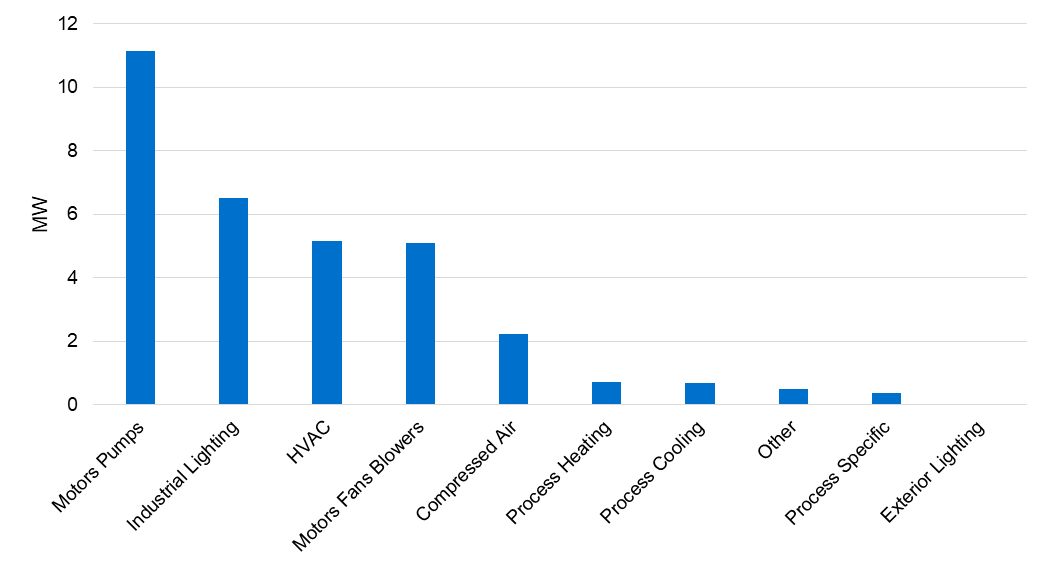 12
10
8
6
4
2
0
MW
Motors Pumps
Industrial Lighting
HVAC
Motors Fans Blowers
Compressed Air
Process Heating
Process Cooling
Other
Process Specific
Exterior Lighting